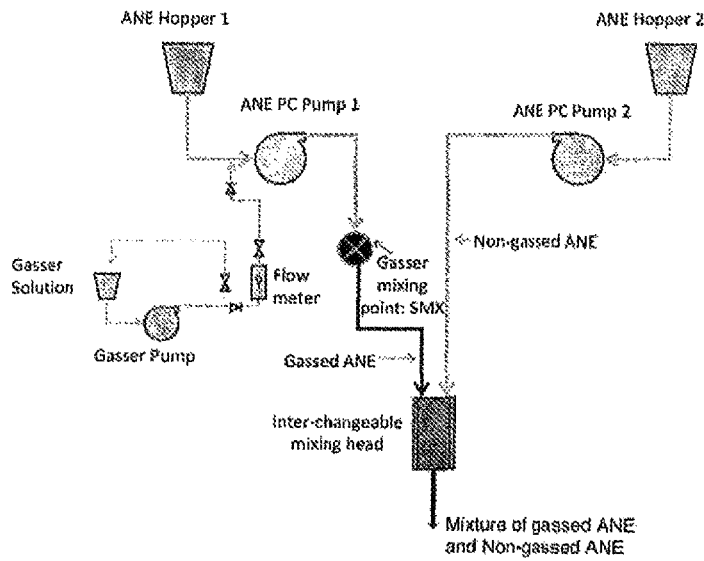 ANE Hopper 1
ANE Hopper 2
ANE PC Pump 1
ANE PC Pump 2
Non-gassed ANE
Gasser
Solution
Flow
meter
Gasser
mixing
point: SMX
Gasser Pump
Gassed ANE
Inter-changeable
mixing head
Mixture of gassed ANE
and Non-gassed ANE